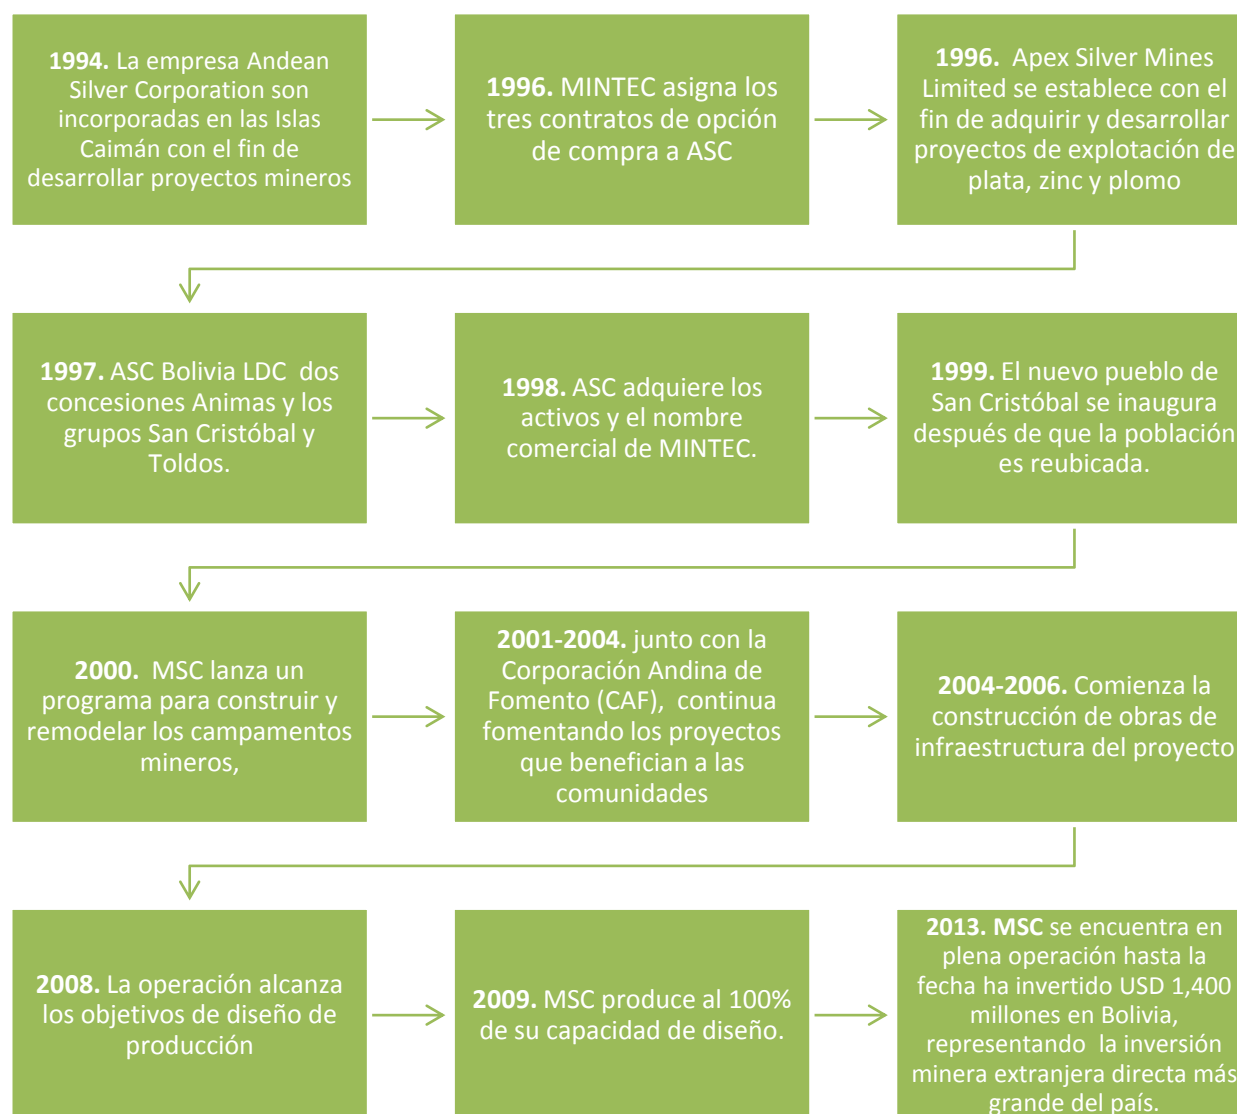 1994. La empresa Andean
Silver Corporation son
incorporadas en las Islas
Caimán con el fin de
desarrollar proyectos mineros
1996. MINTEC asigna los
tres contratos de opción
de compra a ASC
1996. Apex Silver Mines
Limited se establece con el
fin de adquirir y desarrollar
proyectos de explotación de
plata, zinc y plomo
1997. ASC Bolivia LDC dos
concesiones Animas y los
grupos San Cristóbal y
Toldos.
1998. ASC adquiere los
activos y el nombre
comercial de MINTEC.
1999. El nuevo pueblo de
San Cristóbal se inaugura
después de que la población
es reubicada.
2000. MSC lanza un
programa para construir y
remodelar los campamentos
mineros,
2001-2004. junto con la
Corporación Andina de
Fomento (CAF), continua
fomentando los proyectos
que benefician a las
comunidades
2004-2006. Comienza la
construcción de obras de
infraestructura del proyecto
2008. La operación alcanza
los objetivos de diseño de
producción
2009. MSC produce al 100%
de su capacidad de diseño.
2013. MSC se encuentra en
plena operación hasta la
fecha ha invertido USD 1,400
millones en Bolivia,
representando la inversión
minera extranjera directa más
grande del país.